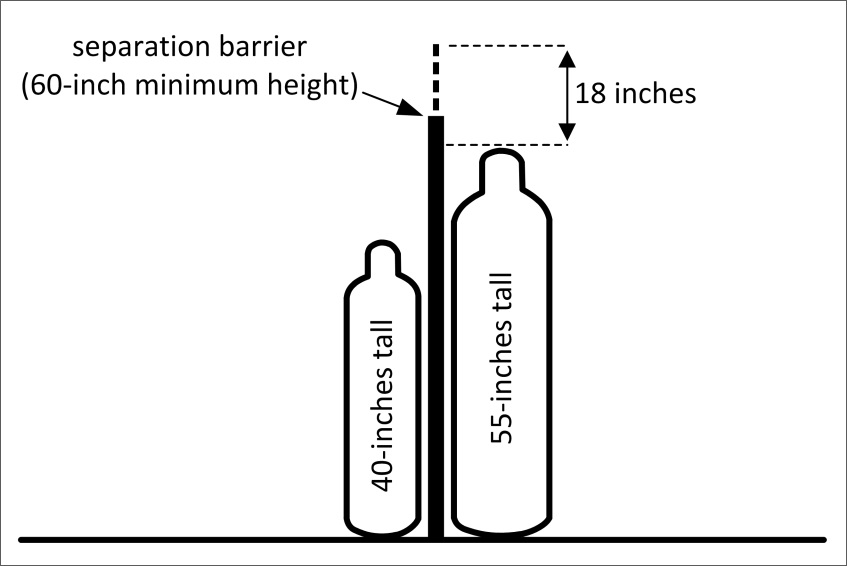 separation barrier
(60-inch minimum height)
18 inches
40-inches tall
55-inches tall